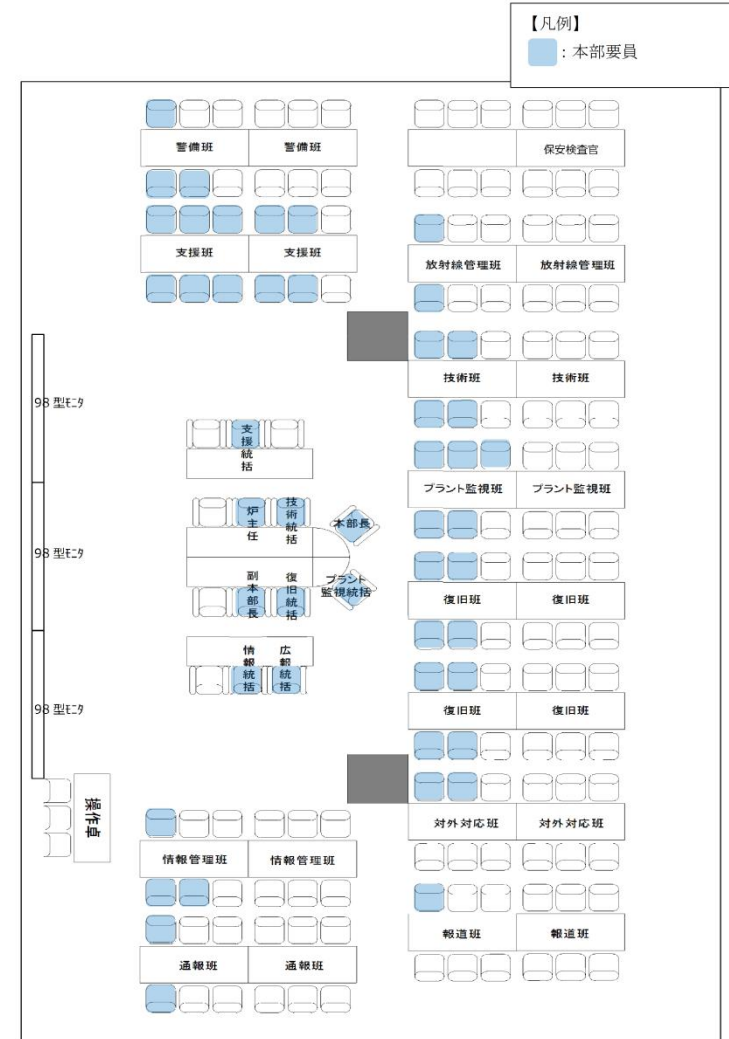 【凡例】
：本部要員
警備班 警備班
保安検査官
支援班 支援班
放射線管理班 放射線管理班
98 型ﾓﾆﾀ
技術班 技術班
支援統括
プラント監視班 プラント監視班
炉主任
技術統括
本部長
98 型ﾓﾆﾀ
副本部長
復旧統括
プラント監視統括
復旧班 復旧班
情報統括
広報統括
98 型ﾓﾆﾀ
復旧班 復旧班
操作卓
対外対応班 対外対応班
情報管理班 情報管理班
報道班 報道班
通報班 通報班